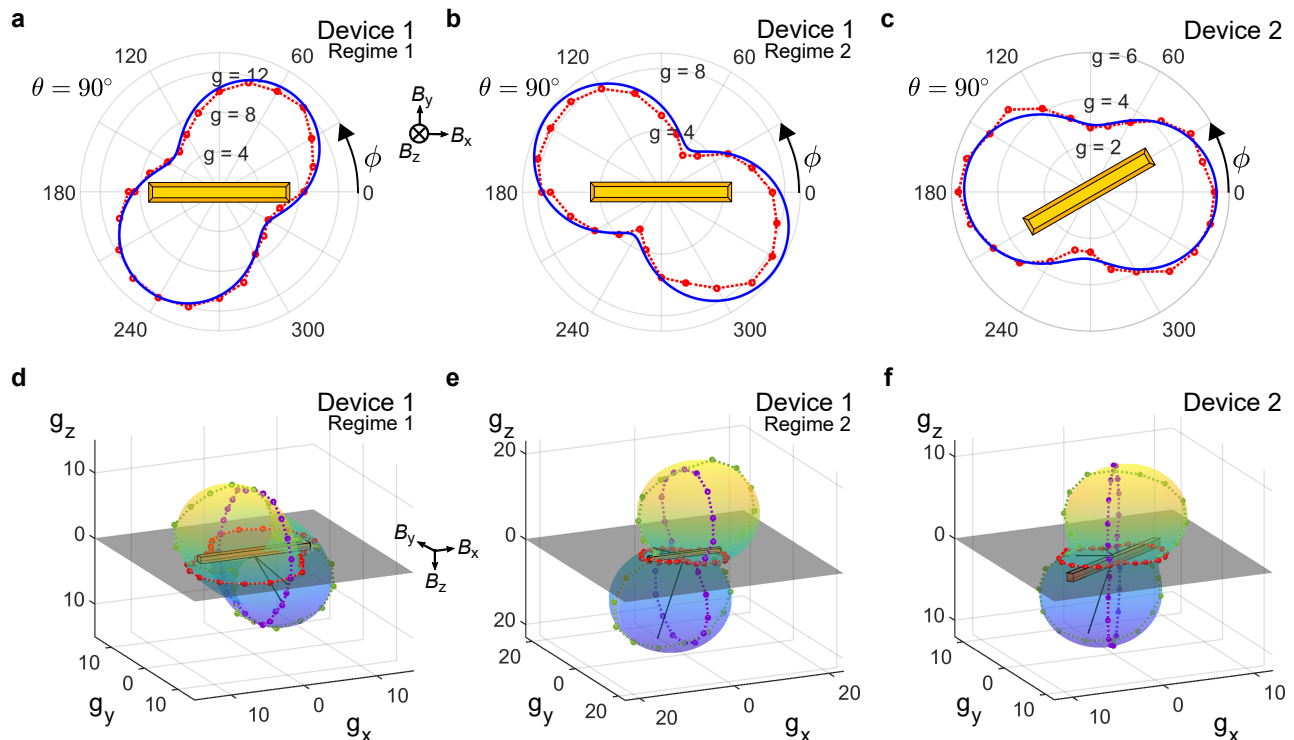 a
Device 1
Regime 1
θ = 90°
120
60
g = 12
g = 8
g = 4
180
0
ϕ
240
300
B_y
B_x
B_z
b
Device 1
Regime 2
θ = 90°
120
60
g = 8
g = 4
180
0
ϕ
240
300
c
Device 2
θ = 90°
120
60
g = 6
g = 4
g = 2
180
0
ϕ
240
300
d
Device 1
Regime 1
g_z
10
0
10
10
0
10
g_y
10
0
10
g_x
B_y
B_x
B_z
e
Device 1
Regime 2
g_z
20
0
20
20
0
20
g_y
20
0
20
g_x
f
Device 2
g_z
10
0
10
10
0
10
g_y
10
0
10
g_x